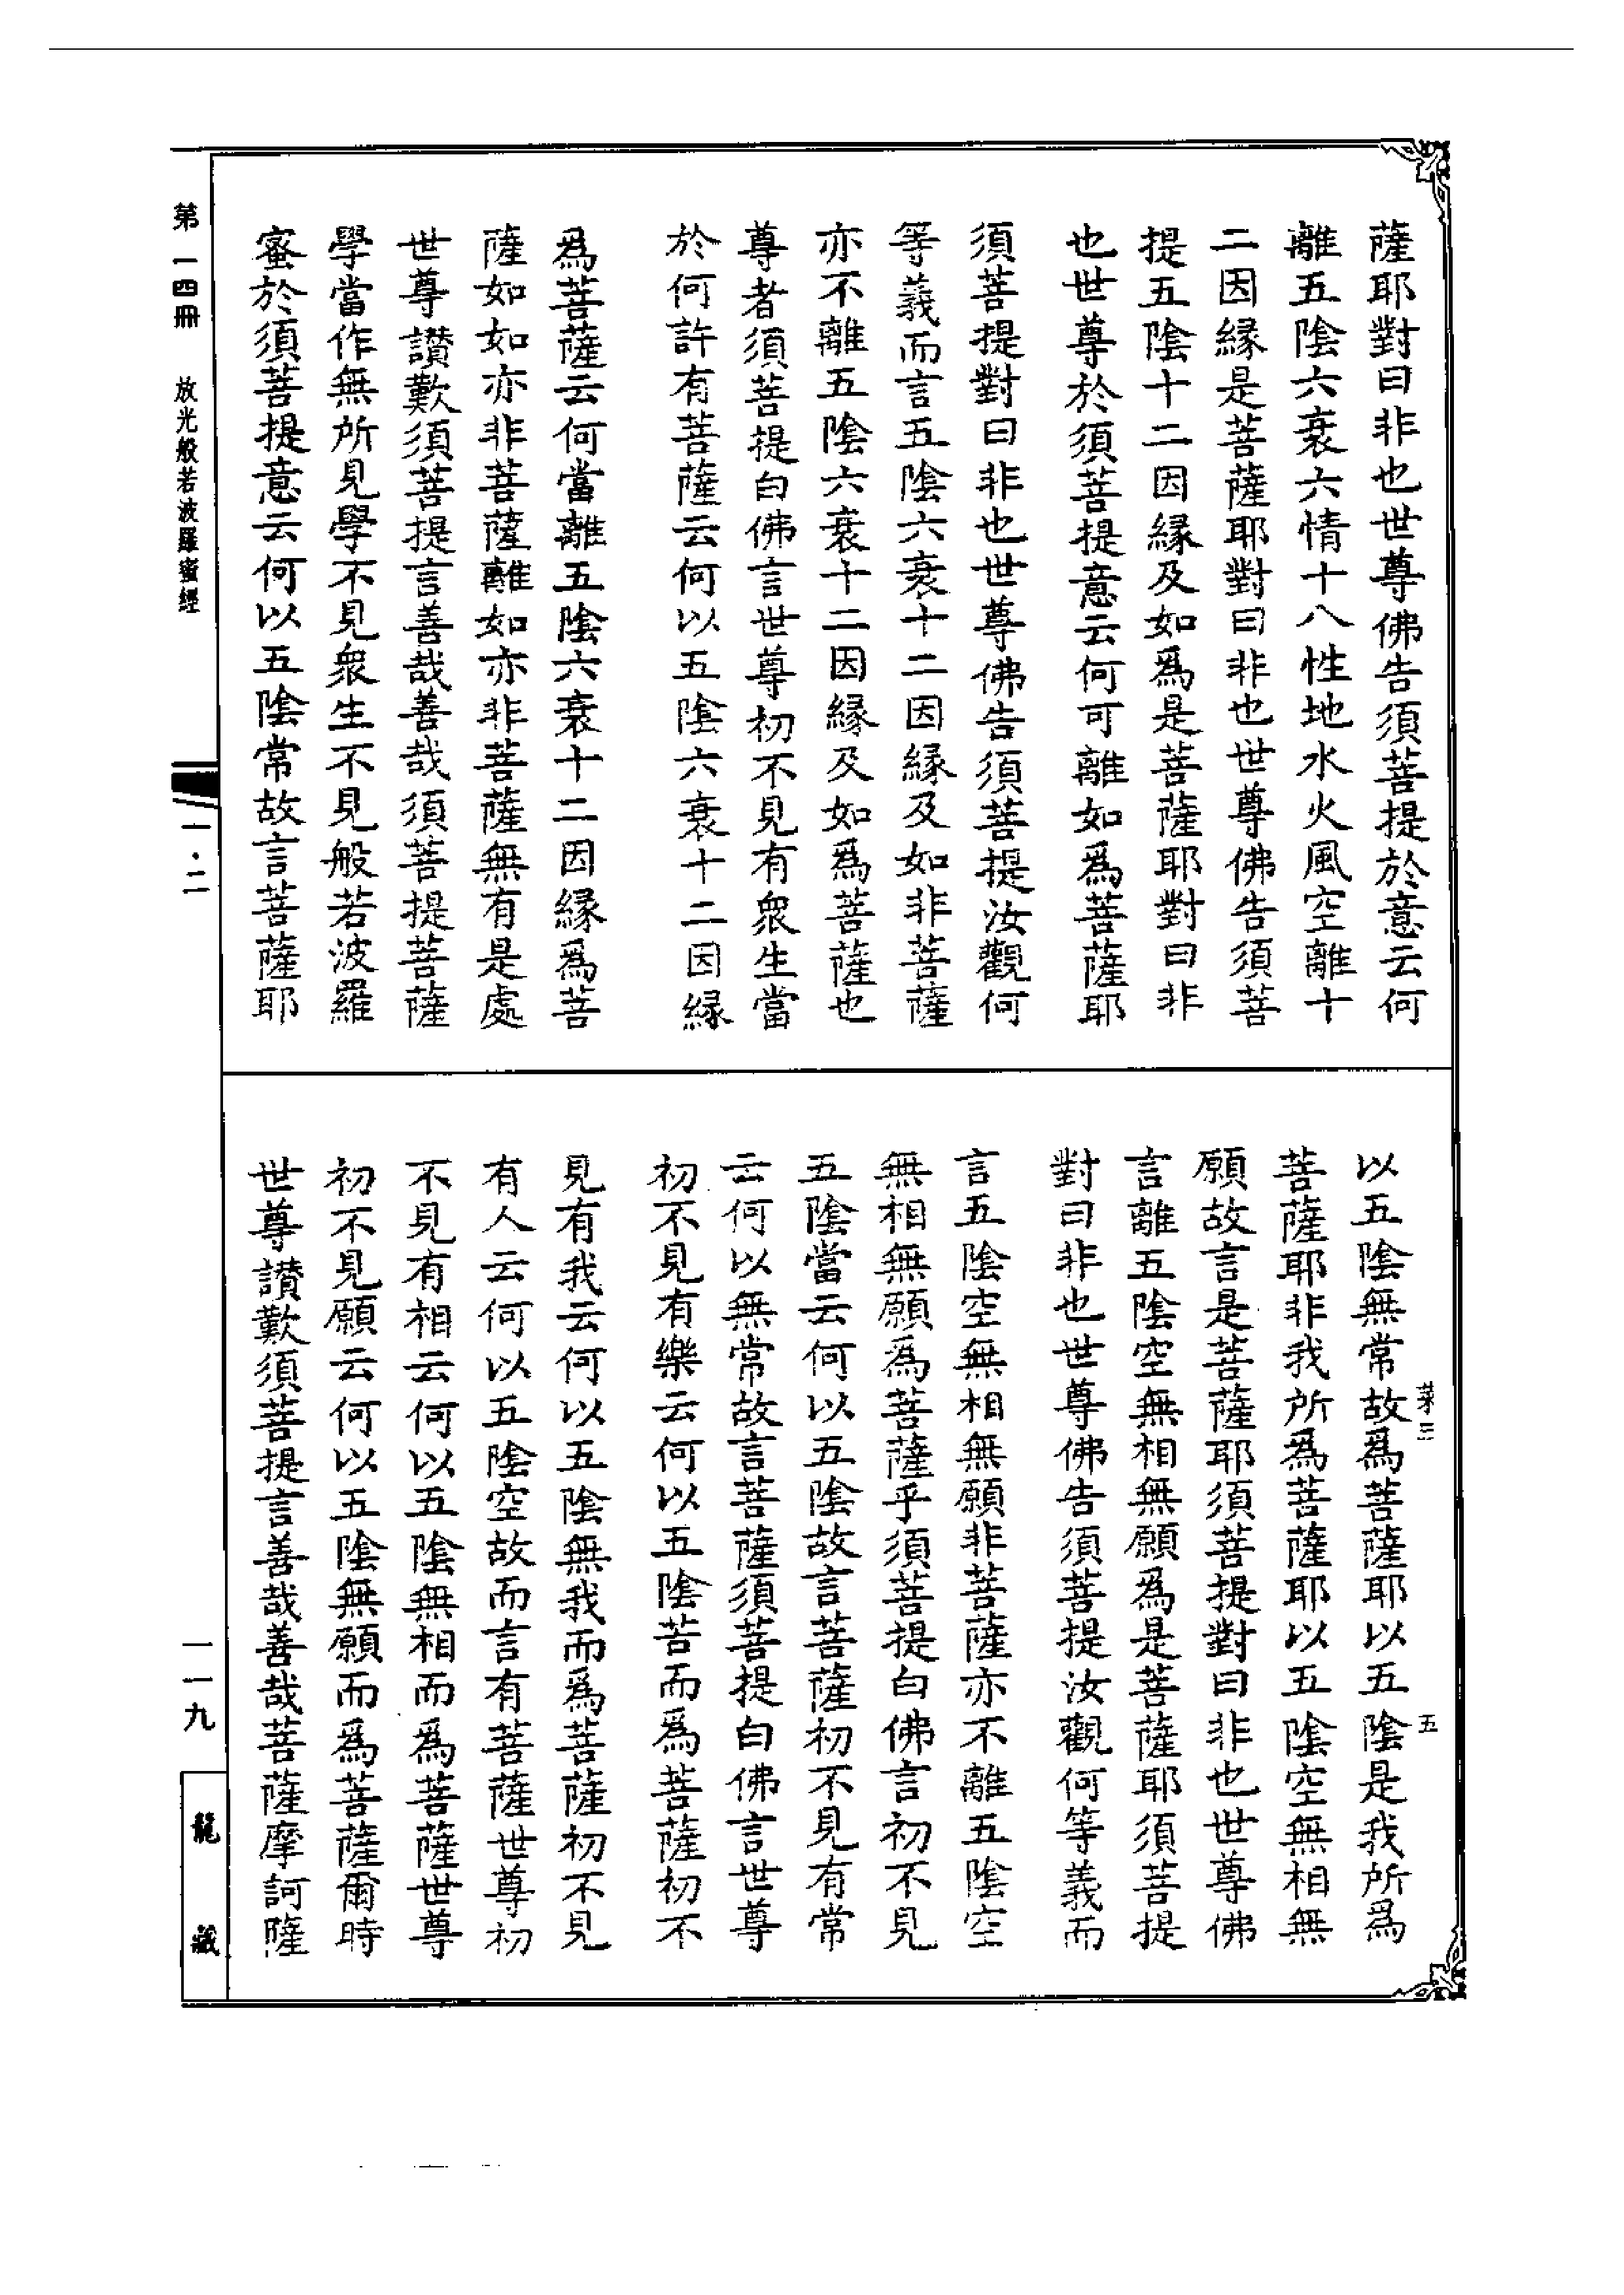 薩耶對曰非也世尊佛告須菩提於意云何
離五陰六衰六情十八性地水火風空離十
二因緣是菩薩耶對曰非也世尊佛告須菩
提五陰十二因緣及如為是菩薩耶對曰非
也世尊於須菩提意云何可離如為菩薩耶
須菩提對曰非也世尊佛告須菩提汝觀何
等義而言五陰六衰十二因緣及如非菩薩
亦不離五陰六衰十二因緣及如為菩薩也
尊者須菩提白佛言世尊初不見有眾生當
於何許有菩薩云何以五陰六衰十二因緣
為菩薩云何當離五陰六衰十二因緣為菩
薩如如亦非菩薩離如亦非菩薩無有是處
世尊讚歎須菩提言善哉善哉須菩提菩薩
學當作無所見學不見眾生不見般若波羅
蜜於須菩提意云何以五陰常故言菩薩耶
以五陰無常故為菩薩耶以五陰是我所為
菩薩耶非我所為菩薩耶以五陰空無相無
願故言是菩薩耶須菩提對曰非也世尊佛
言離五陰空無相無願為是菩薩耶須菩提
對曰非也世尊佛告須菩提汝觀何等義而
言五陰空無相無願非菩薩亦不離五陰空
無相無願為菩薩乎須菩提白佛言初不見
五陰當云何以五陰故言菩薩初不見有常
云何以無常故言菩薩須菩提白佛言世尊
初不見有樂云何以五陰苦而為菩薩初不
見有我云何以五陰無我而為菩薩初不見
有人云何以五陰空故而言有菩薩世尊初
不見有相云何以五陰無相而為菩薩世尊
初不見願云何以五陰無願而為菩薩爾時
世尊讚歎須菩提言善哉善哉菩薩摩訶薩
菜三
五
第一四冊 放光般若波羅蜜經
一·二
一一九
龍藏